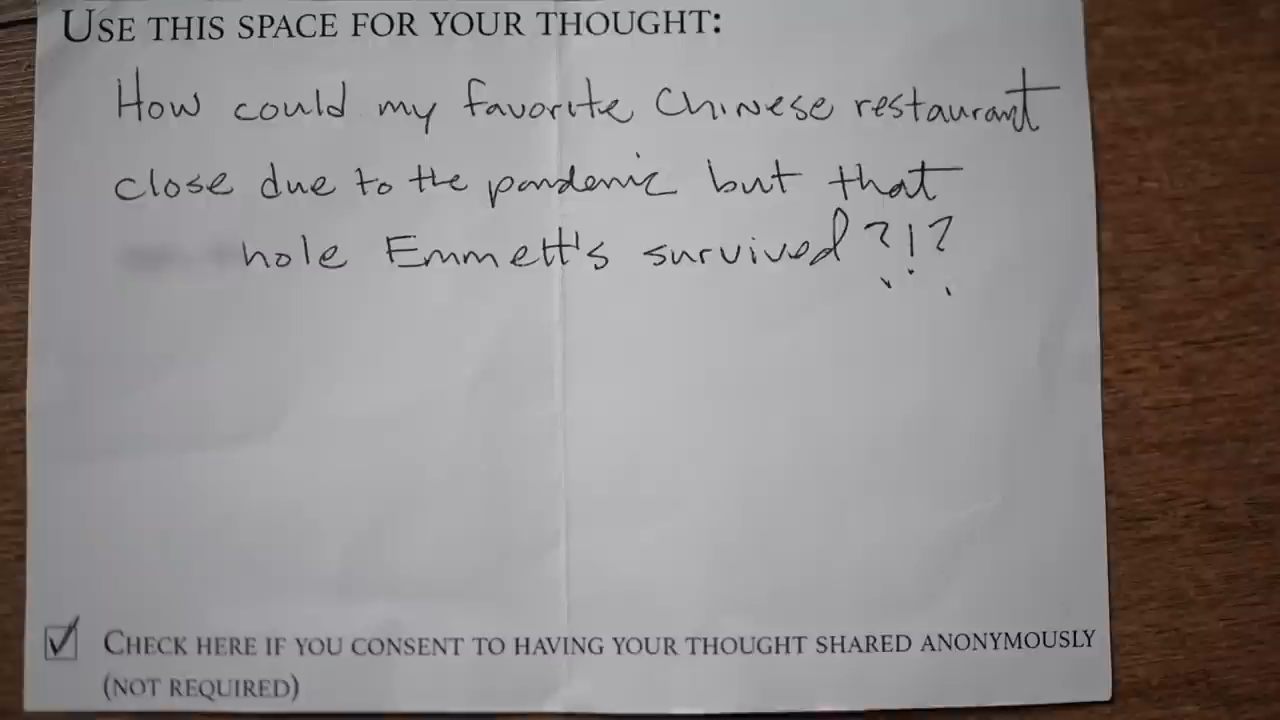 USE THIS SPACE FOR YOUR THOUGHT:
How could my favorite Chinese restaurant
close due to the pandemic but that
hole Emmett's survived?!?
CHECK HERE IF YOU CONSENT TO HAVING YOUR THOUGHT SHARED ANONYMOUSLY
(NOT REQUIRED)